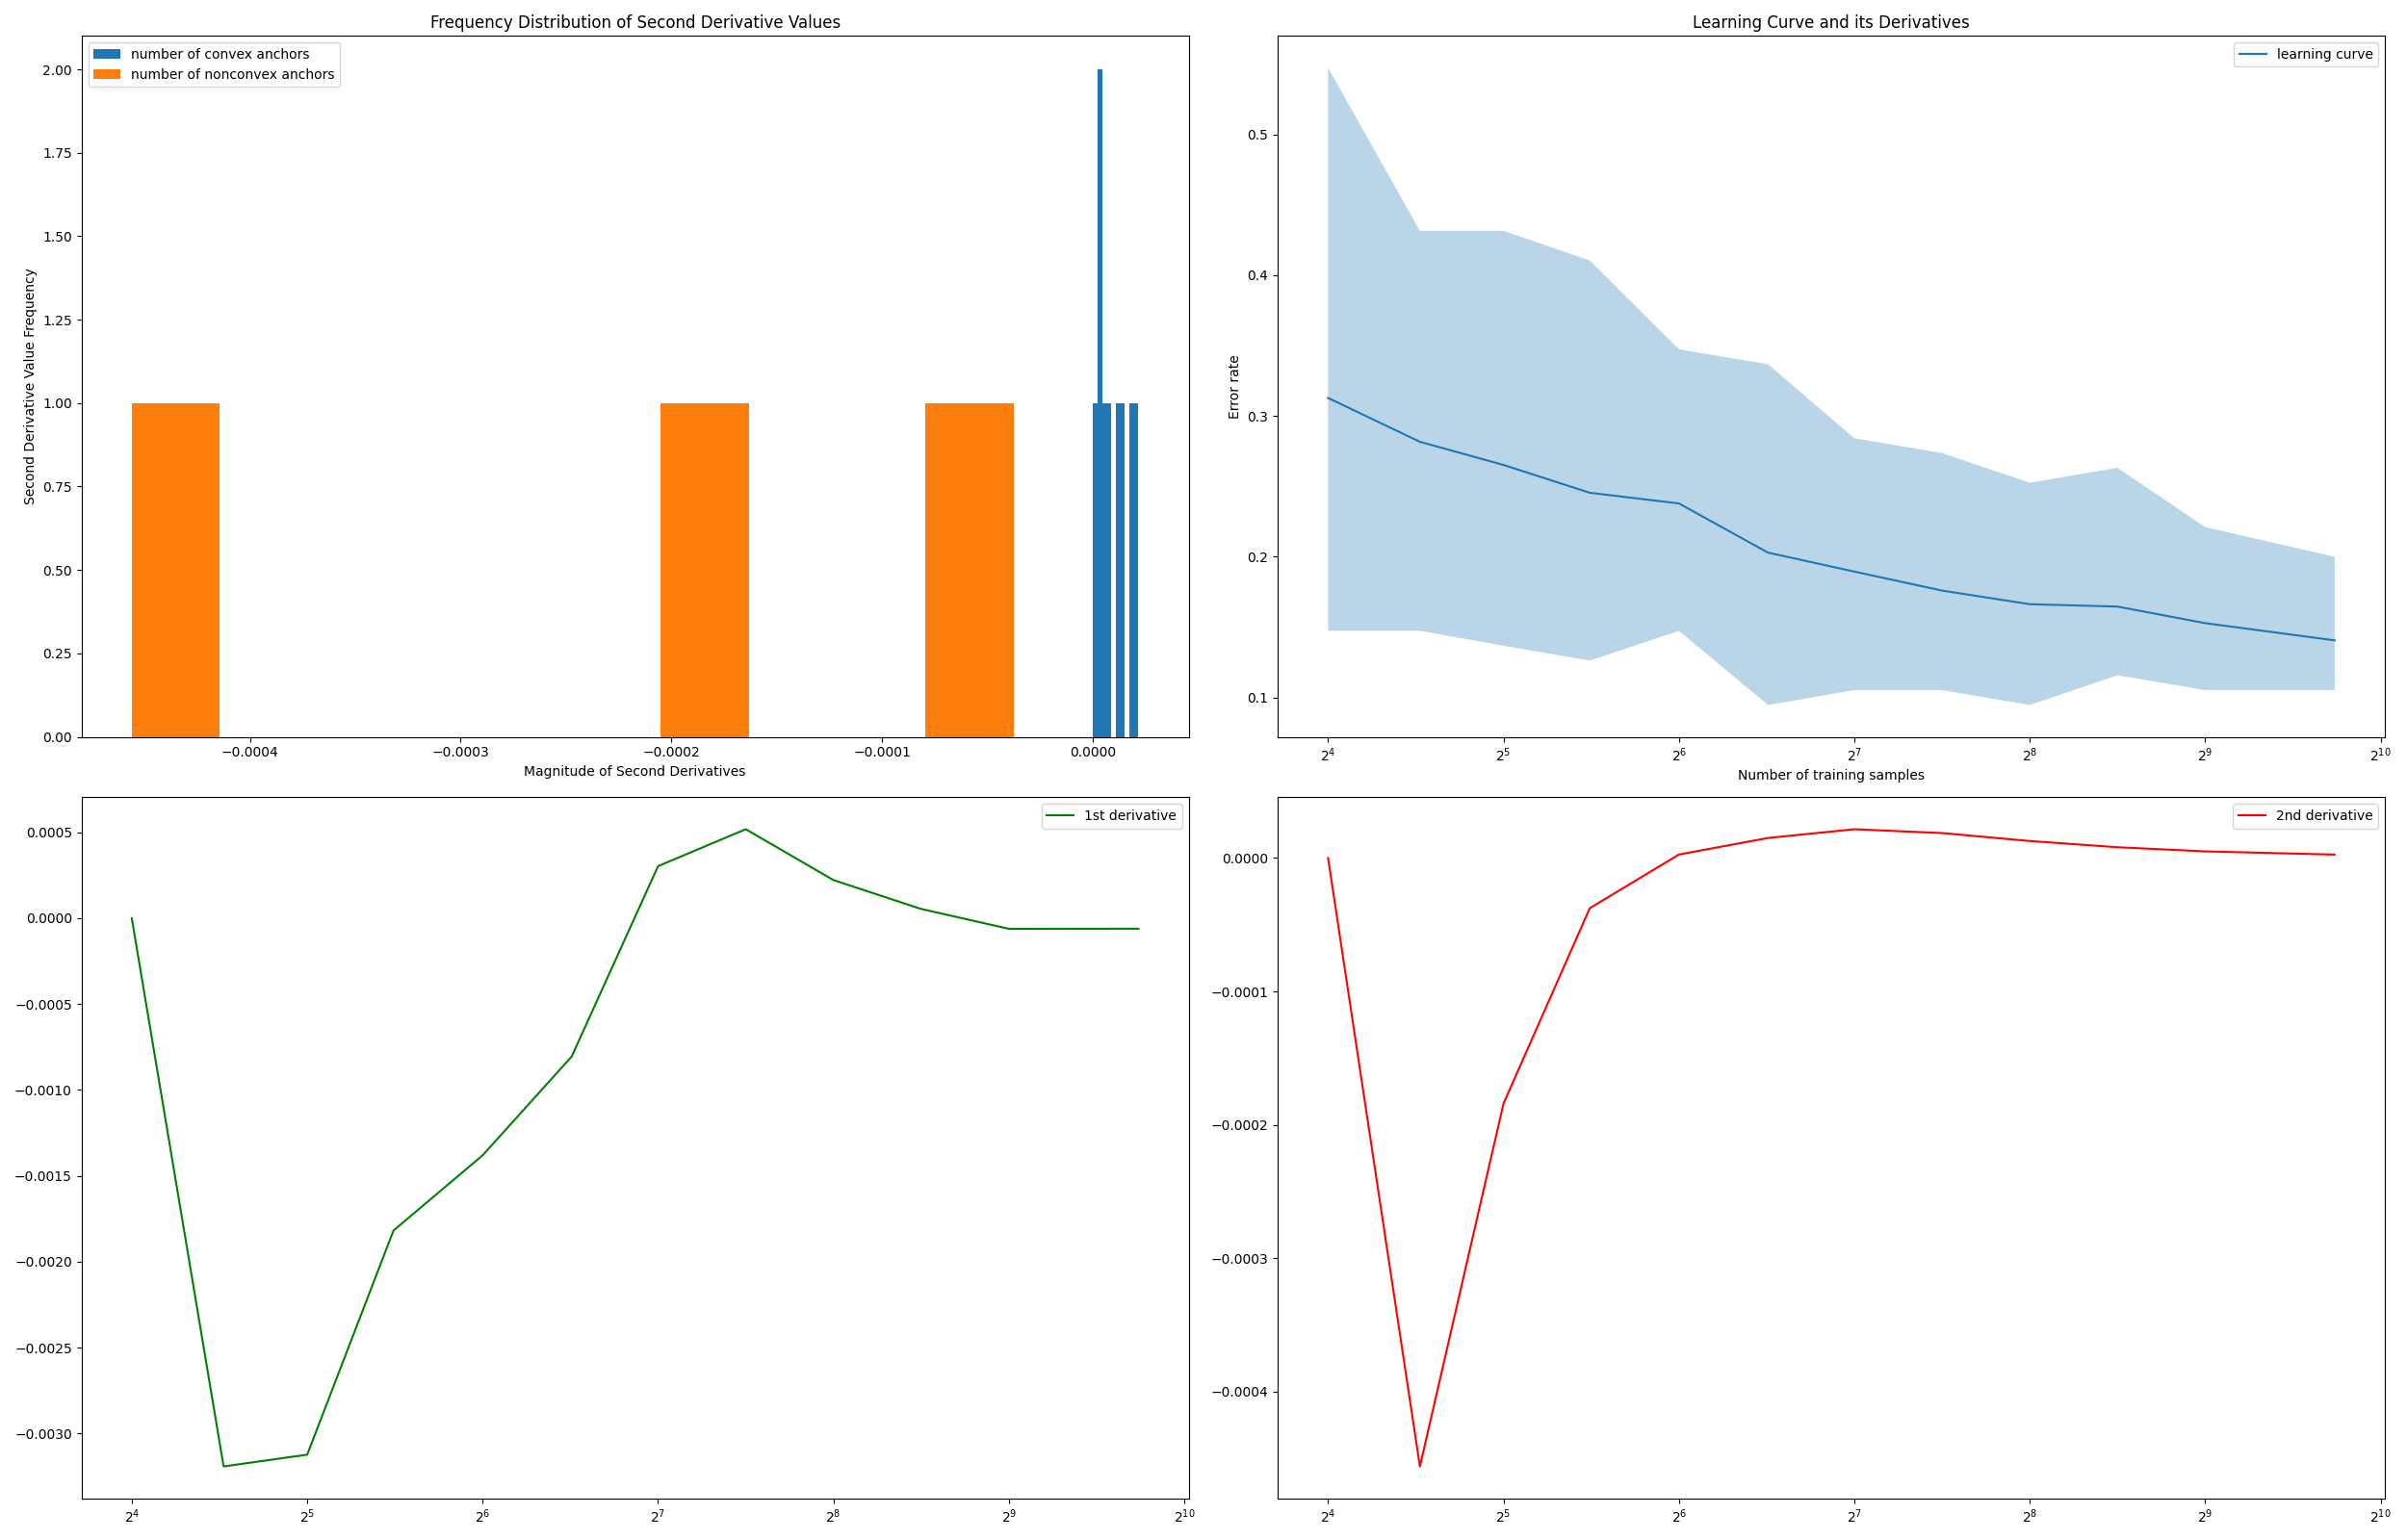 Frequency Distribution of Second Derivative Values
number of convex anchors
number of nonconvex anchors
2.00
1.75
1.50
1.25
1.00
0.75
0.50
0.25
0.00
Second Derivative Value Frequency
−0.0004 −0.0003 −0.0002 −0.0001 0.0000
Magnitude of Second Derivatives
Learning Curve and its Derivatives
learning curve
0.5
0.4
0.3
0.2
0.1
Error rate
2⁴ 2⁵ 2⁶ 2⁷ 2⁸ 2⁹ 2¹⁰
Number of training samples
1st derivative
0.0005
0.0000
−0.0005
−0.0010
−0.0015
−0.0020
−0.0025
−0.0030
2⁴ 2⁵ 2⁶ 2⁷ 2⁸ 2⁹ 2¹⁰
2nd derivative
0.0000
−0.0001
−0.0002
−0.0003
−0.0004
2⁴ 2⁵ 2⁶ 2⁷ 2⁸ 2⁹ 2¹⁰